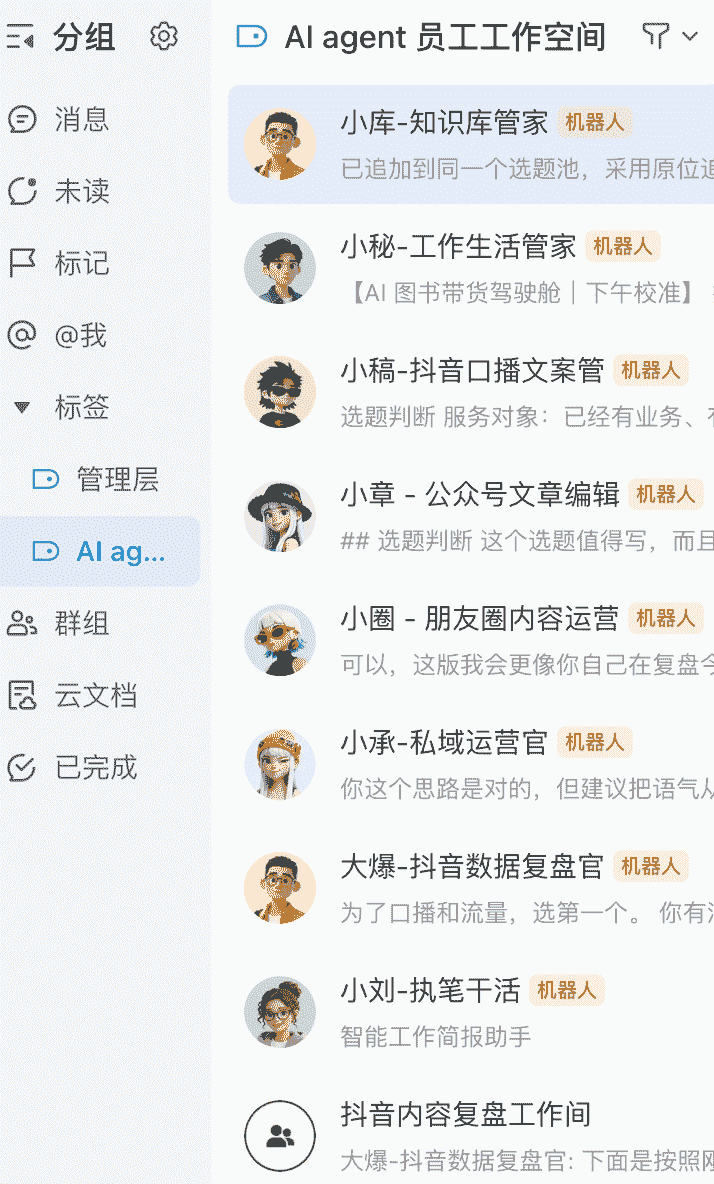 分组
消息
未读
标记
@我
标签
管理层
AI ag...
群组
云文档
已完成
AI agent 员工工作空间
小库-知识库管家 机器人
已追加到同一个选题池，采用原位
小秘-工作生活管家 机器人
【AI 图书带货驾驶舱｜下午校准】
小稿-抖音口播文案管 机器人
选题判断 服务对象：已经有业务、
小章 - 公众号文章编辑 机器人
## 选题判断 这个选题值得写，而且
小圈 - 朋友圈内容运营 机器人
可以，这版我会更像你自己在复盘今
小承-私域运营官 机器人
你这个思路是对的，但建议把语气从
大爆-抖音数据复盘官 机器人
为了口播和流量，选第一个。 你有
小刘-执笔干活 机器人
智能工作简报助手
抖音内容复盘工作间
大爆-抖音数据复盘官: 下面是按照刚